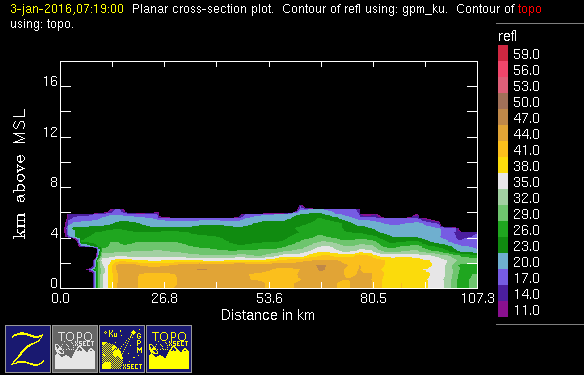 3-jan-2016,07:19:00 Planar cross-section plot. Contour of refl using: gpm_ku. Contour of topo
using: topo.
refl
59.0
56.0
53.0
50.0
47.0
44.0
41.0
38.0
35.0
32.0
29.0
26.0
23.0
20.0
17.0
14.0
11.0
km above MSL
16
12
8
4
0
0.0 26.8 53.6 80.5 107.3
Distance in km
Z
TOPO
XSECT
"Ku"
GPM
XSECT
TOPO
XSECT